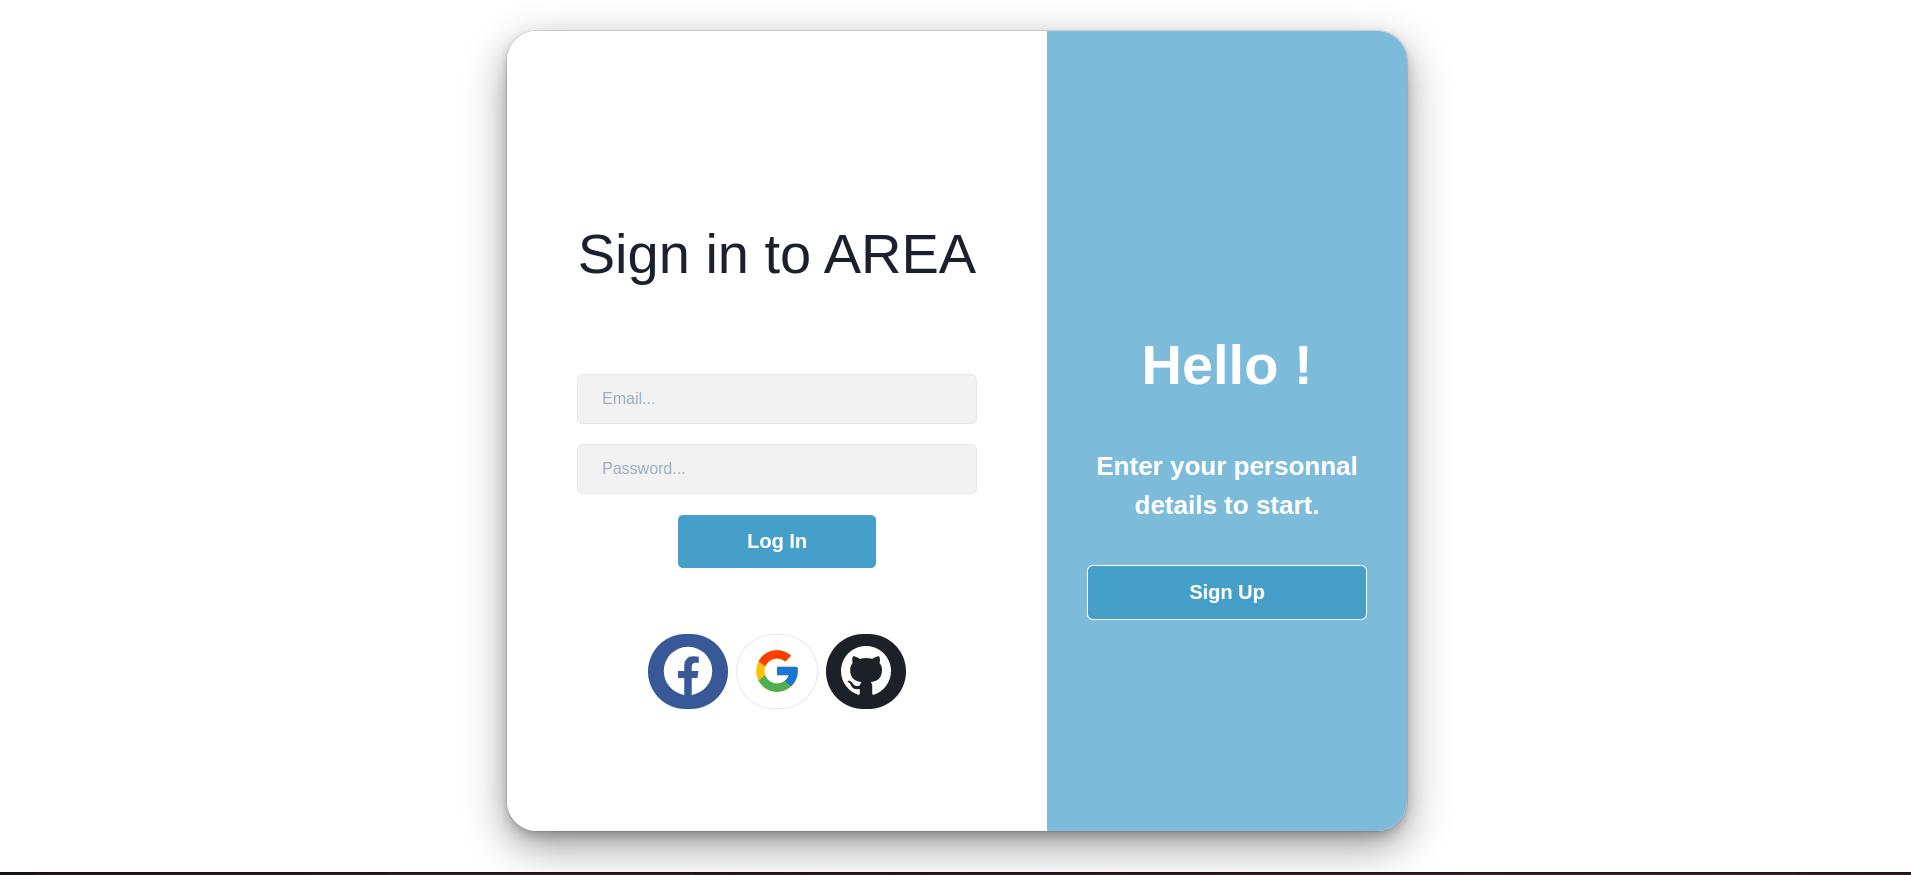 Sign in to AREA
Email...
Password...
Log In
Hello !
Enter your personnal
details to start.
Sign Up